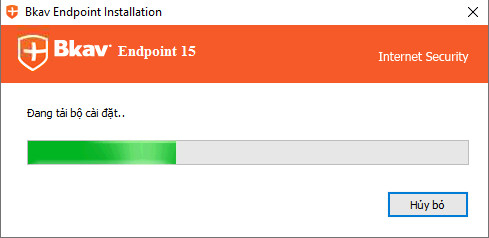 Bkav Endpoint Installation
Bkav Endpoint 15
Internet Security
Đang tải bộ cài đặt..
Hủy bỏ